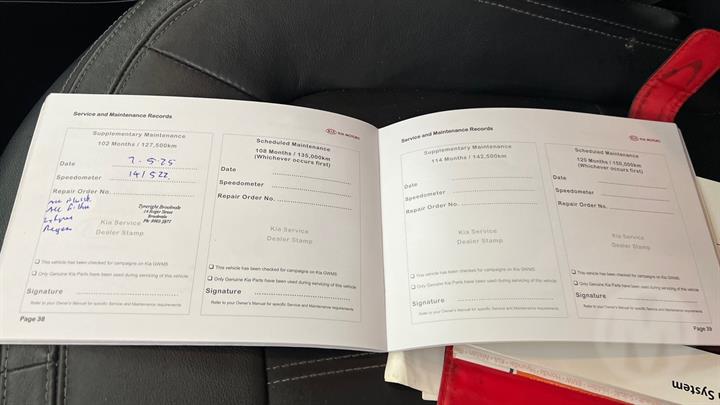 Service and Maintenance Records
KIA MOTORS
Supplementary Maintenance
102 Months / 127,500km
Date 7.5.25
Speedometer 141522
Repair Order No.
All
Tyreright Broadmeadow
Kia Service
Dealer Stamp
This vehicle has been checked for campaigns on Kia GWMS
Only Genuine Kia Parts have been used during servicing of this vehicle
Signature
Refer to your Owner's Manual for specific Service and Maintenance requirements
Page 38
Scheduled Maintenance
108 Months / 135,000km
(Whichever occurs first)
Date
Speedometer
Repair Order No.
Kia Service
Dealer Stamp
This vehicle has been checked for campaigns on Kia GWMS
Only Genuine Kia Parts have been used during servicing of this vehicle
Signature
Refer to your Owner's Manual for specific Service and Maintenance requirements
Service and Maintenance Records
KIA MOTORS
Supplementary Maintenance
114 Months / 142,500km
Date
Speedometer
Repair Order No.
Kia Service
Dealer Stamp
This vehicle has been checked for campaigns on Kia GWMS
Only Genuine Kia Parts have been used during servicing of this vehicle
Signature
Refer to your Owner's Manual for specific Service and Maintenance requirements
Scheduled Maintenance
120 Months / 150,000km
(Whichever occurs first)
Date
Speedometer
Repair Order No.
Kia Service
Dealer Stamp
This vehicle has been checked for campaigns on Kia GWMS
Only Genuine Kia Parts have been used during servicing of this vehicle
Signature
Refer to your Owner's Manual for specific Service and Maintenance requirements
Page 39
System